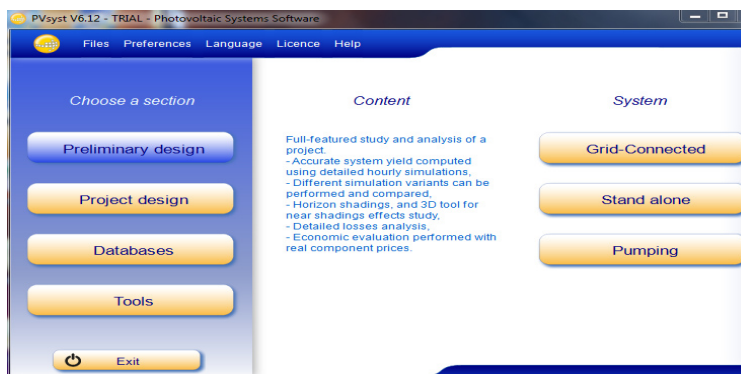 PVsyst V6.12 - TRIAL - Photovoltaic Systems Software
Files Preferences Language Licence Help
Choose a section
Preliminary design
Project design
Databases
Tools
Exit
Content
Full-featured study and analysis of a
project.
- Accurate system yield computed
using detailed hourly simulations,
- Different simulation variants can be
performed and compared,
- Horizon shadings, and 3D tool for
near shadings effects study,
- Detailed losses analysis,
- Economic evaluation performed with
real component prices.
System
Grid-Connected
Stand alone
Pumping